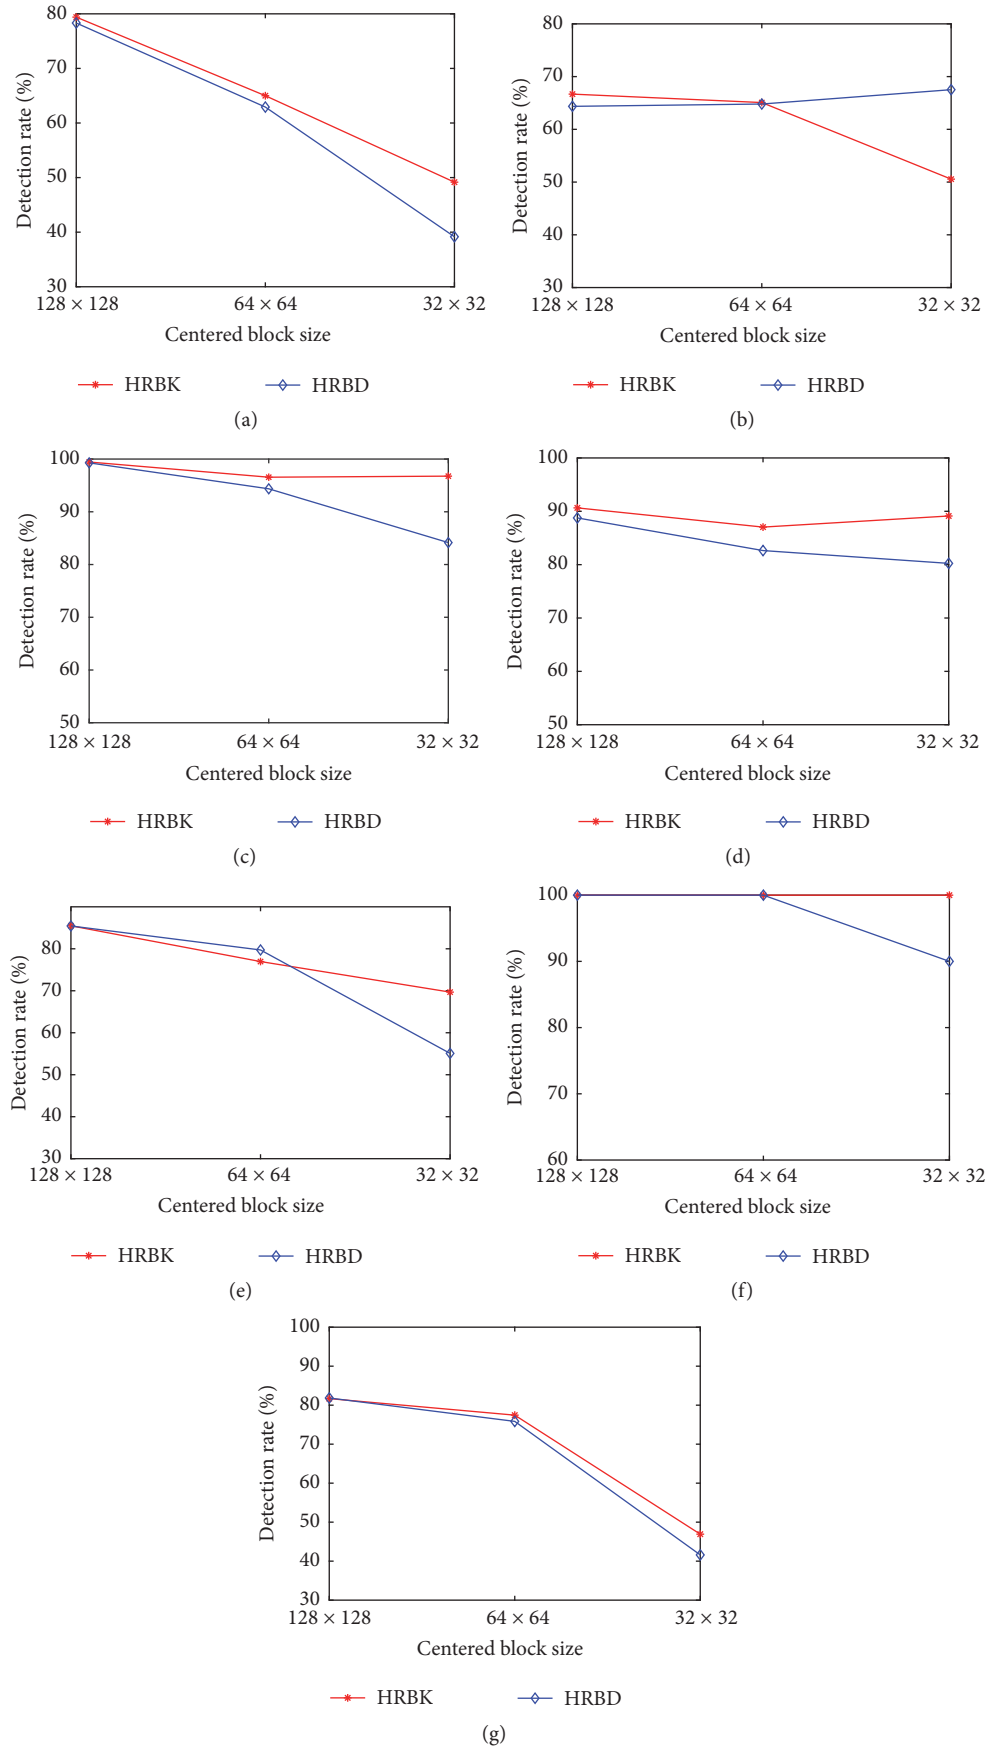 80
70
60
50
40
30
Detection rate (%)
128 × 128
64 × 64
32 × 32
Centered block size
HRBK
HRBD
(a)
80
70
60
50
40
30
Detection rate (%)
128 × 128
64 × 64
32 × 32
Centered block size
HRBK
HRBD
(b)
100
90
80
70
60
50
Detection rate (%)
128 × 128
64 × 64
32 × 32
Centered block size
HRBK
HRBD
(c)
100
90
80
70
60
50
Detection rate (%)
128 × 128
64 × 64
32 × 32
Centered block size
HRBK
HRBD
(d)
80
70
60
50
40
30
Detection rate (%)
128 × 128
64 × 64
32 × 32
Centered block size
HRBK
HRBD
(e)
100
90
80
70
60
Detection rate (%)
128 × 128
64 × 64
32 × 32
Centered block size
HRBK
HRBD
(f)
100
90
80
70
60
50
40
30
Detection rate (%)
128 × 128
64 × 64
32 × 32
Centered block size
HRBK
HRBD
(g)